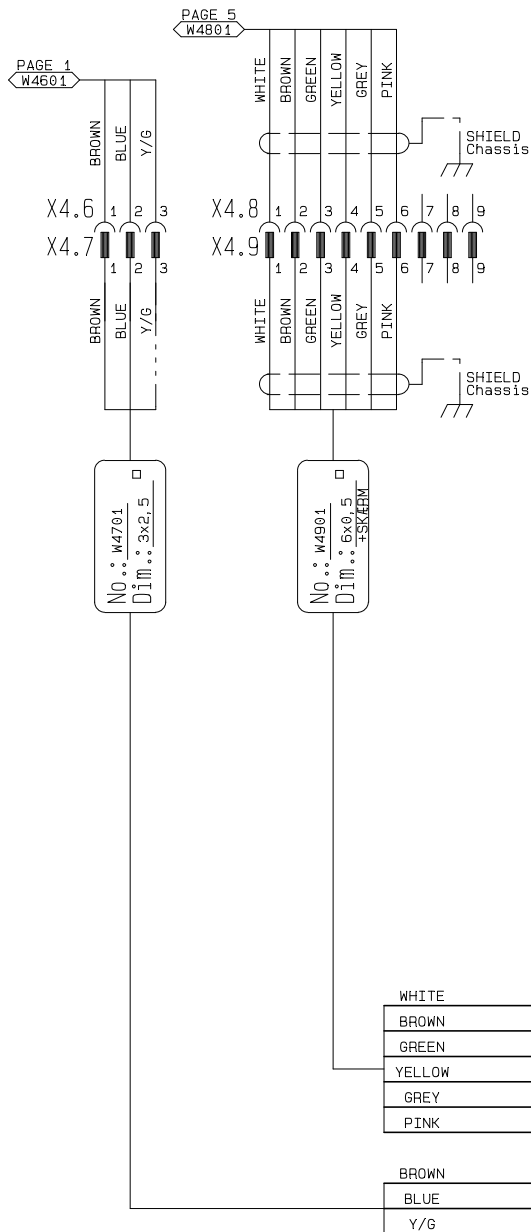 PAGE 5
W4801
PAGE 1
W4601
WHITE
BROWN
GREEN
YELLOW
GREY
PINK
BROWN
BLUE
Y/G
SHIELD
Chassis
X4.6 1 2 3
X4.8 1 2 3 4 5 6 7 8 9
X4.7 1 2 3
X4.9 1 2 3 4 5 6 7 8 9
BROWN
BLUE
Y/G
WHITE
BROWN
GREEN
YELLOW
GREY
PINK
SHIELD
Chassis
No.: W4701
Dim.: 3x2,5
No.: W4901
Dim.: 6x0,5
+SKÆRM
WHITE
BROWN
GREEN
YELLOW
GREY
PINK
BROWN
BLUE
Y/G